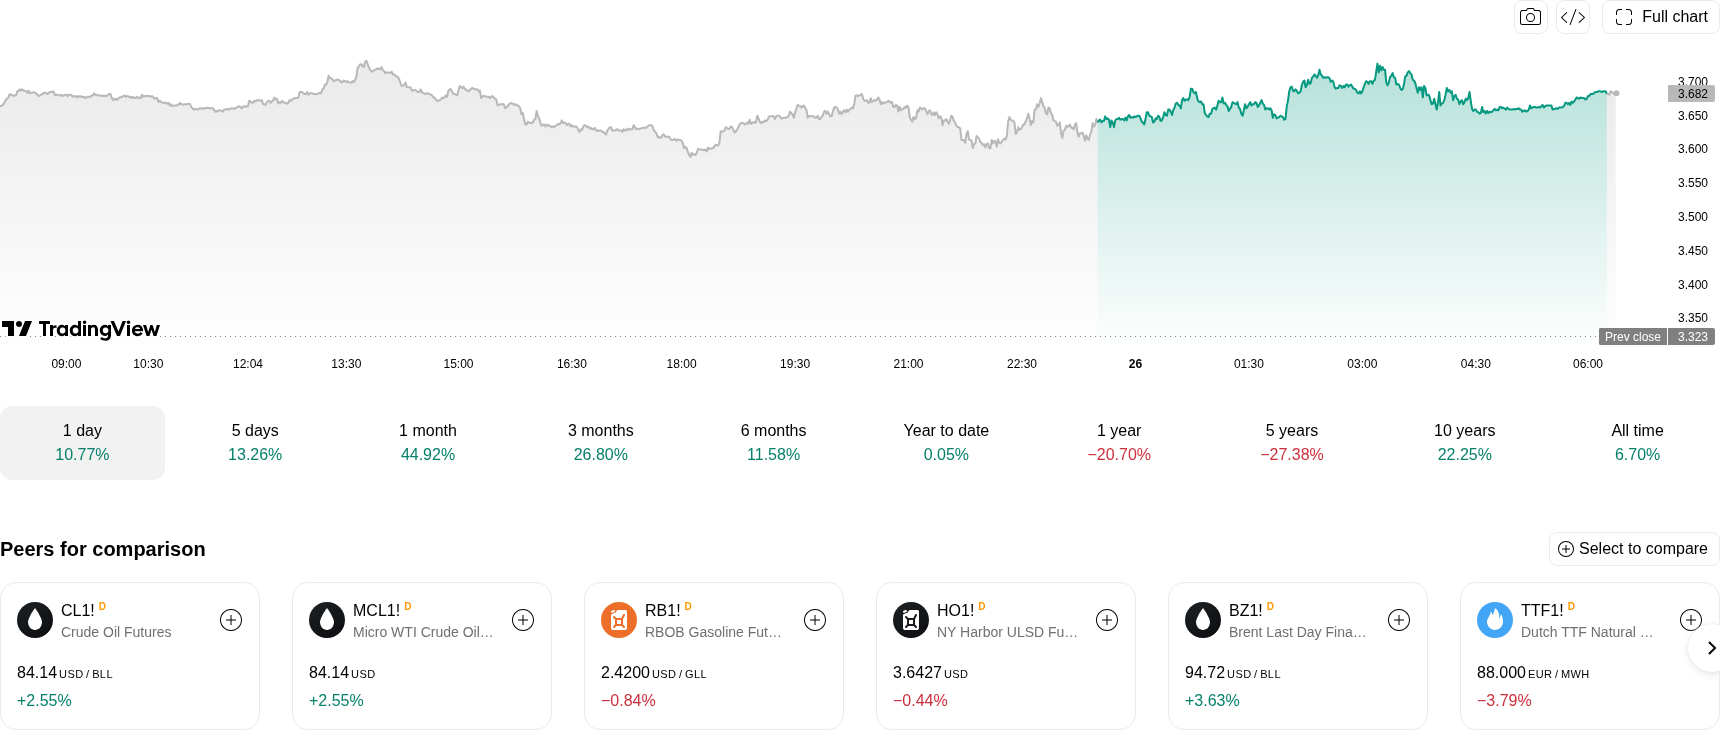 Full chart
3.700
3.682
3.650
3.600
3.550
3.500
3.450
3.400
3.350
TradingView
Prev close 3.323
09:00 10:30 12:04 13:30 15:00 16:30 18:00 19:30 21:00 22:30 26 01:30 03:00 04:30 06:00
1 day 5 days 1 month 3 months 6 months Year to date 1 year 5 years 10 years All time
10.77% 13.26% 44.92% 26.80% 11.58% 0.05% −20.70% −27.38% 22.25% 6.70%
Peers for comparison
Select to compare
CL1! D
Crude Oil Futures
84.14 USD / BLL
+2.55%
MCL1! D
Micro WTI Crude Oil…
84.14 USD
+2.55%
RB1! D
RBOB Gasoline Fut…
2.4200 USD / GLL
−0.84%
HO1! D
NY Harbor ULSD Fu…
3.6427 USD
−0.44%
BZ1! D
Brent Last Day Fina…
94.72 USD / BLL
+3.63%
TTF1! D
Dutch TTF Natural …
88.000 EUR / MWH
−3.79%